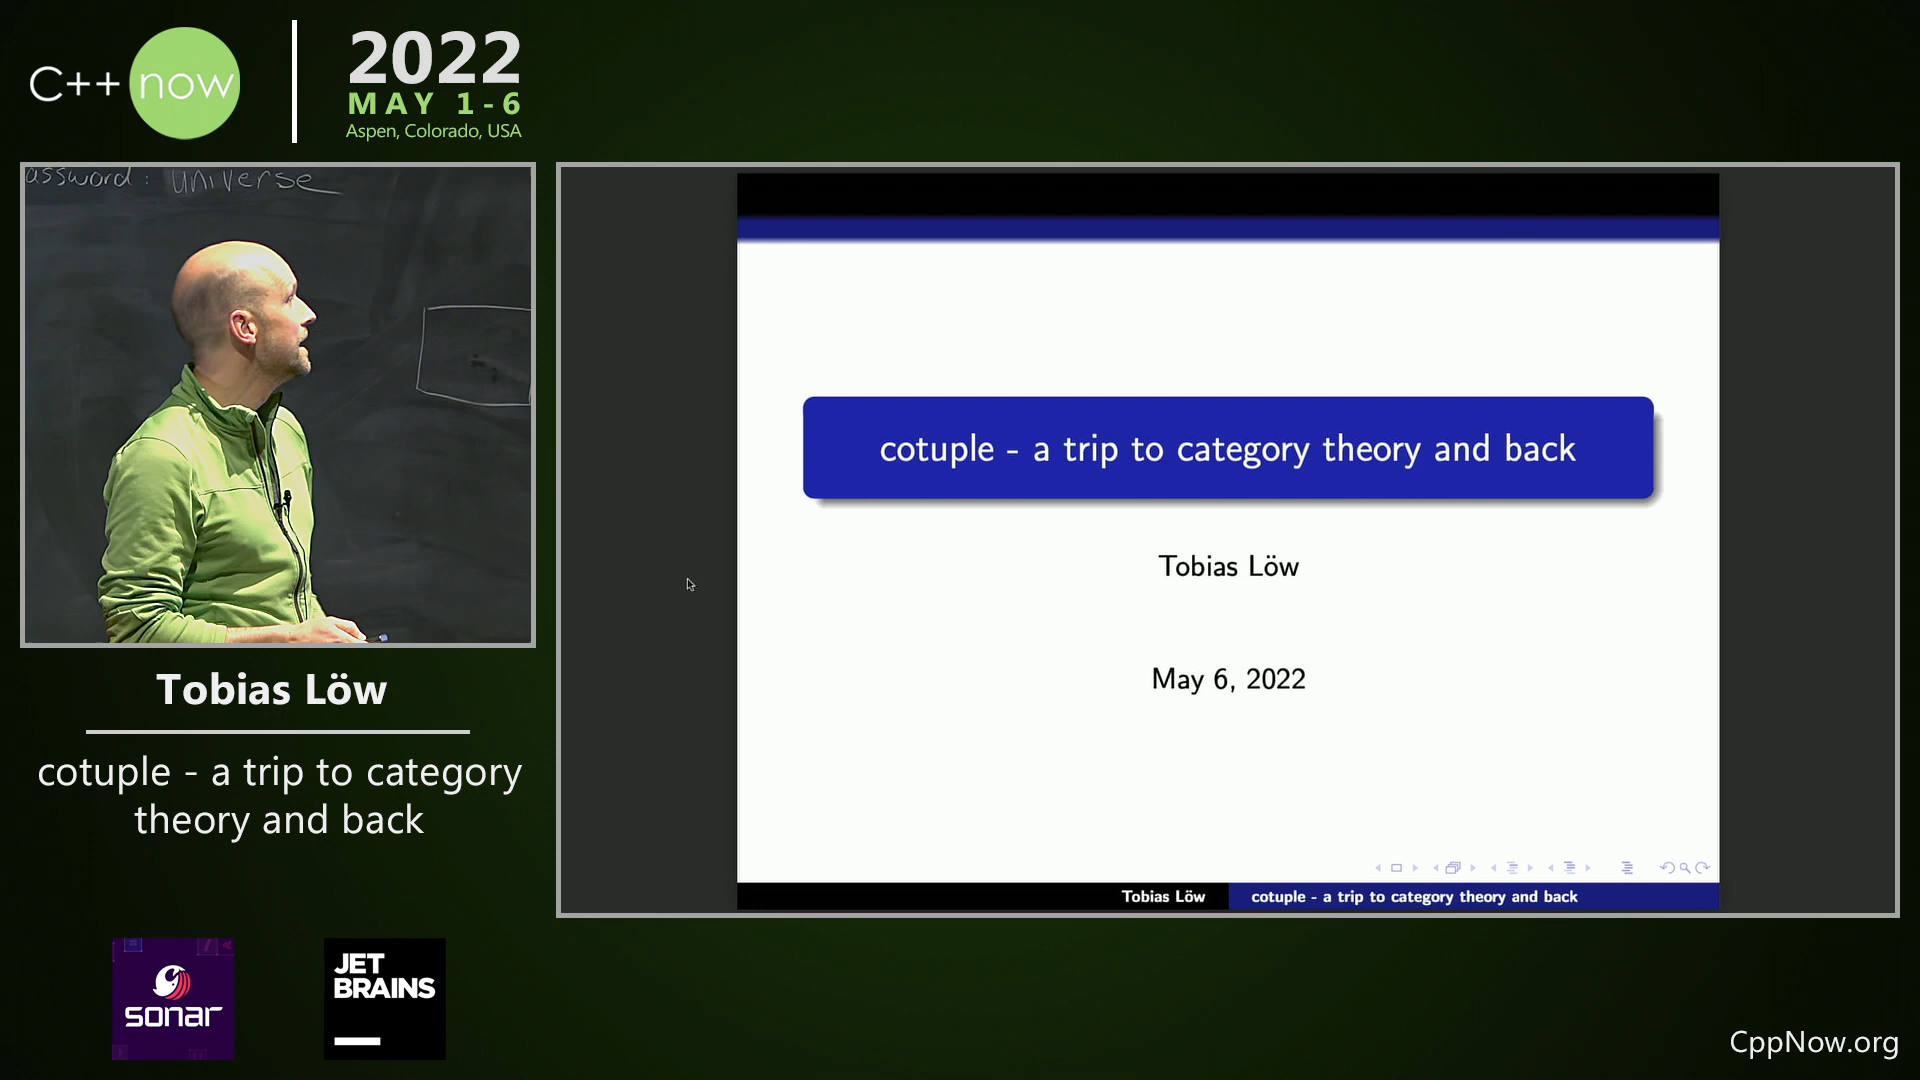 C++ now
2022
MAY 1-6
Aspen, Colorado, USA
assword: universe
cotuple - a trip to category theory and back
Tobias Löw
May 6, 2022
Tobias Löw
cotuple - a trip to category theory and back
Tobias Löw
cotuple - a trip to category
theory and back
sonar
JET
BRAINS
CppNow.org